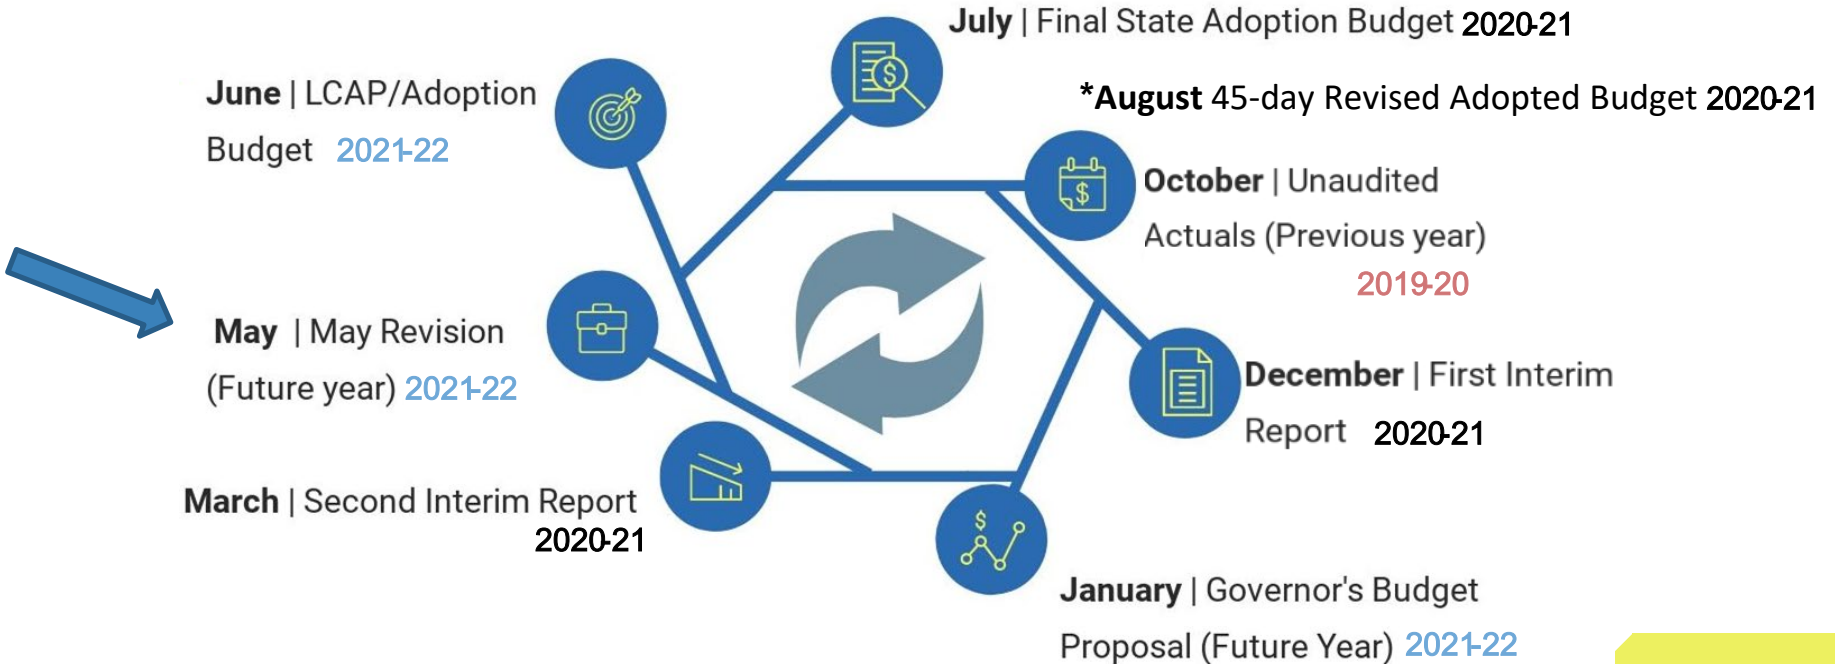 July | Final State Adoption Budget 2020-21
*August 45-day Revised Adopted Budget 2020-21
October | Unaudited
Actuals (Previous year)
2019-20
December | First Interim
Report 2020-21
January | Governor's Budget
Proposal (Future Year) 2021-22
March | Second Interim Report
2020-21
May | May Revision
(Future year) 2021-22
June | LCAP/Adoption
Budget 2021-22